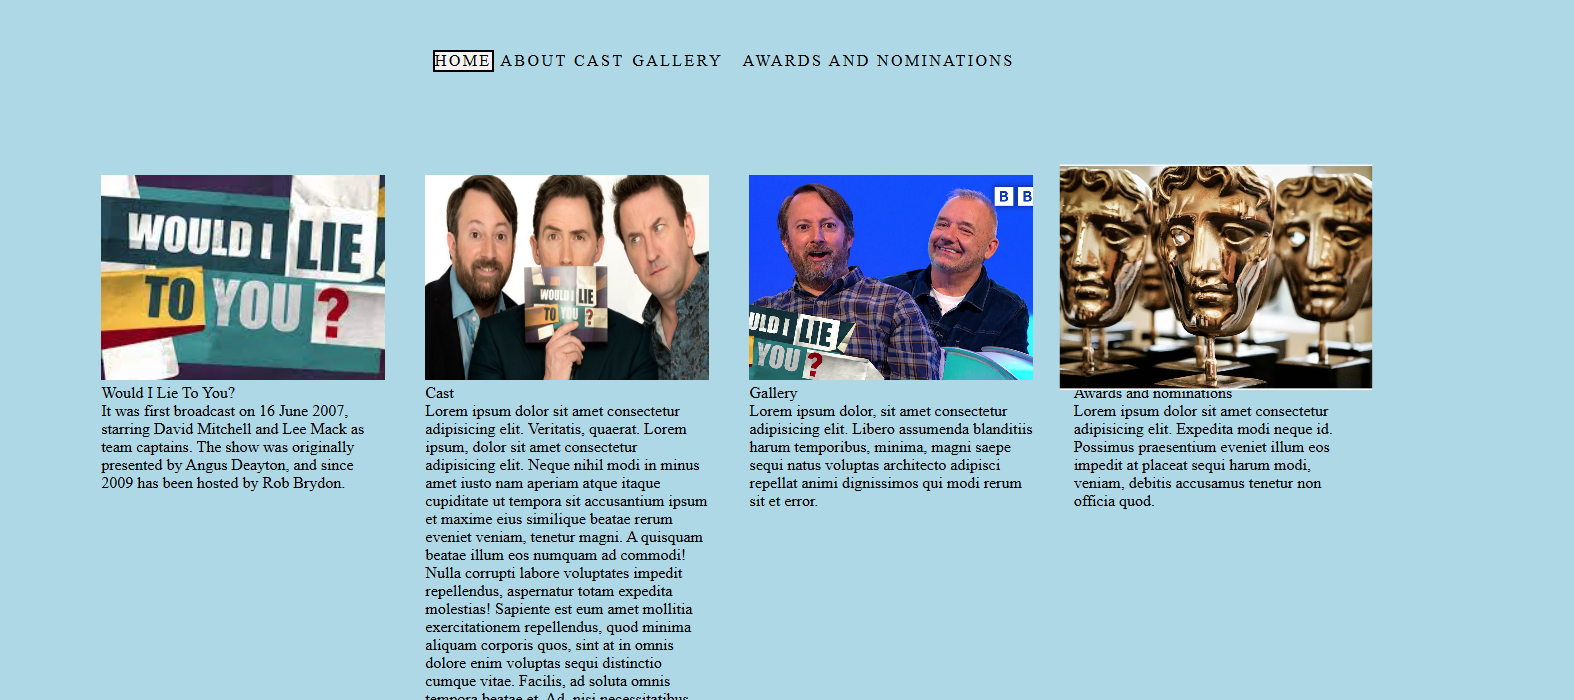 HOME ABOUT CAST GALLERY AWARDS AND NOMINATIONS
WOULD I LIE
TO YOU ?
WOULD I LIE
TO YOU ?
B B
ULD I LIE
YOU ?
Would I Lie To You?
It was first broadcast on 16 June 2007,
starring David Mitchell and Lee Mack as
team captains. The show was originally
presented by Angus Deayton, and since
2009 has been hosted by Rob Brydon.
Cast
Lorem ipsum dolor sit amet consectetur
adipisicing elit. Veritatis, quaerat. Lorem
ipsum, dolor sit amet consectetur
adipisicing elit. Neque nihil modi in minus
amet iusto nam aperiam atque itaque
cupiditate ut tempora sit accusantium ipsum
et maxime eius similique beatae rerum
eveniet veniam, tenetur magni. A quisquam
beatae illum eos numquam ad commodi!
Nulla corrupti labore voluptates impedit
repellendus, aspernatur totam expedita
molestias! Sapiente est eum amet mollitia
exercitationem repellendus, quod minima
aliquam corporis quos, sint at in omnis
dolore enim voluptas sequi distinctio
cumque vitae. Facilis, ad soluta omnis
tempora beatae et. Ad, nisi necessitatibus
Gallery
Lorem ipsum dolor, sit amet consectetur
adipisicing elit. Libero assumenda blanditiis
harum temporibus, minima, magni saepe
sequi natus voluptas architecto adipisci
repellat animi dignissimos qui modi rerum
sit et error.
Awards and nominations
Lorem ipsum dolor sit amet consectetur
adipisicing elit. Expedita modi neque id.
Possimus praesentium eveniet illum eos
impedit at placeat sequi harum modi,
veniam, debitis accusamus tenetur non
officia quod.